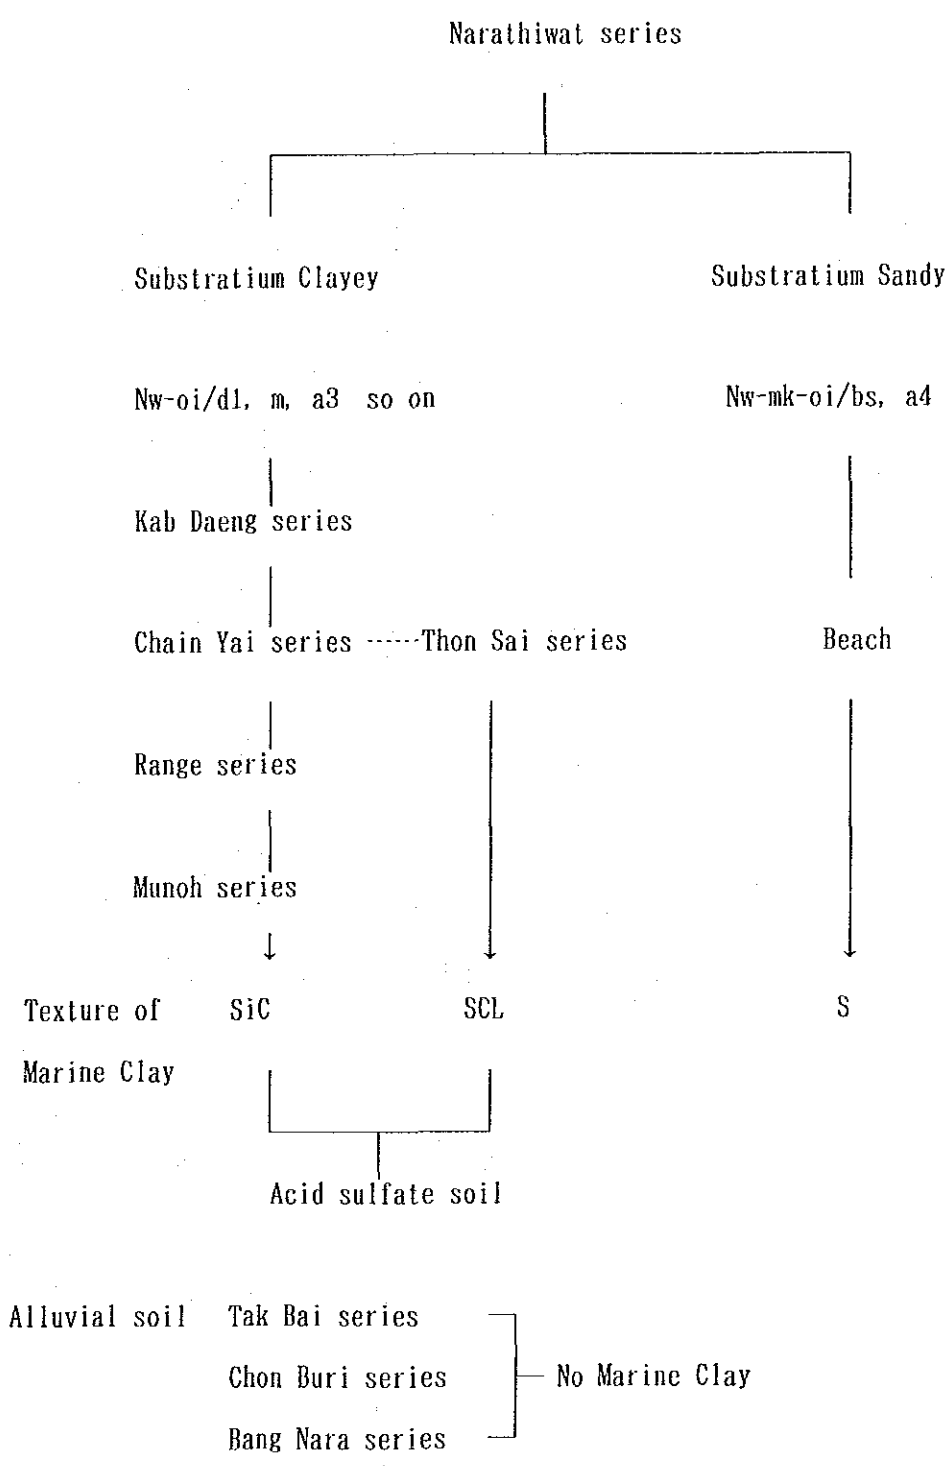 Narathiwat series
Substratium Clayey Substratium Sandy
Nw-oi/d1, m, a3 so on Nw-mk-oi/bs, a4
Kab Daeng series
Chain Yai series ------Thon Sai series Beach
Range series
Munoh series
Texture of SiC SCL S
Marine Clay
Acid sulfate soil
Alluvial soil Tak Bai series
Chon Buri series No Marine Clay
Bang Nara series